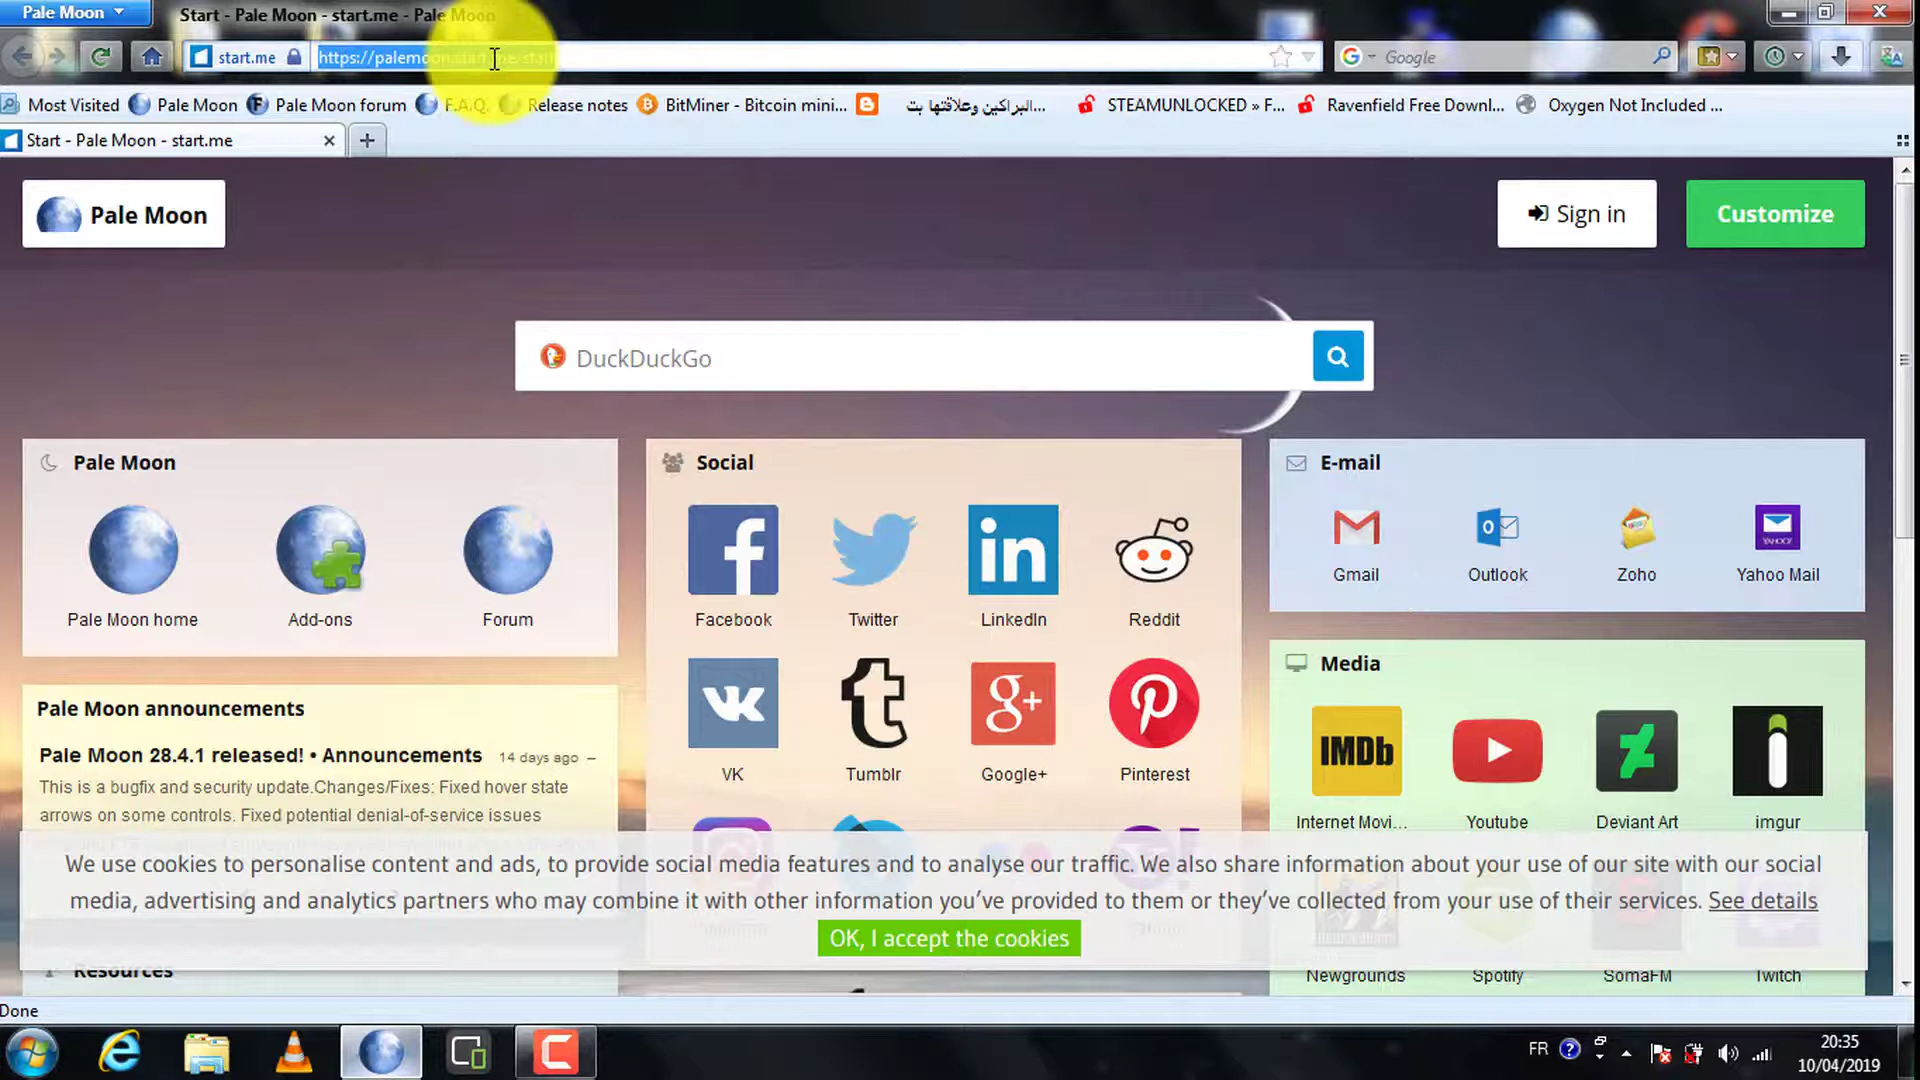 Pale Moon
Start - Pale Moon - start.me - Pale Moon
start.me
Google
Most Visited
Pale Moon
Pale Moon forum
F.A.Q.
Release notes
BitMiner - Bitcoin mini...
البراكين وعلاقتها بت...
STEAMUNLOCKED » F...
Ravenfield Free Downl...
Oxygen Not Included ...
Start - Pale Moon - start.me
Pale Moon
Sign in
Customize
DuckDuckGo
Pale Moon
Pale Moon home
Add-ons
Forum
Pale Moon announcements
Pale Moon 28.4.1 released! • Announcements 14 days ago –
This is a bugfix and security update.Changes/Fixes: Fixed hover state
arrows on some controls. Fixed potential denial-of-service issues
Resources
Social
Facebook
Twitter
LinkedIn
Reddit
VK
Tumblr
Google+
Pinterest
E-mail
Gmail
Outlook
Zoho
Yahoo Mail
Media
IMDb
Internet Movi...
Youtube
Deviant Art
imgur
Newgrounds
Spotify
SomaFM
Twitch
We use cookies to personalise content and ads, to provide social media features and to analyse our traffic. We also share information about your use of our site with our social
media, advertising and analytics partners who may combine it with other information you’ve provided to them or they’ve collected from your use of their services. See details
OK, I accept the cookies
Done
FR
20:35
10/04/2019